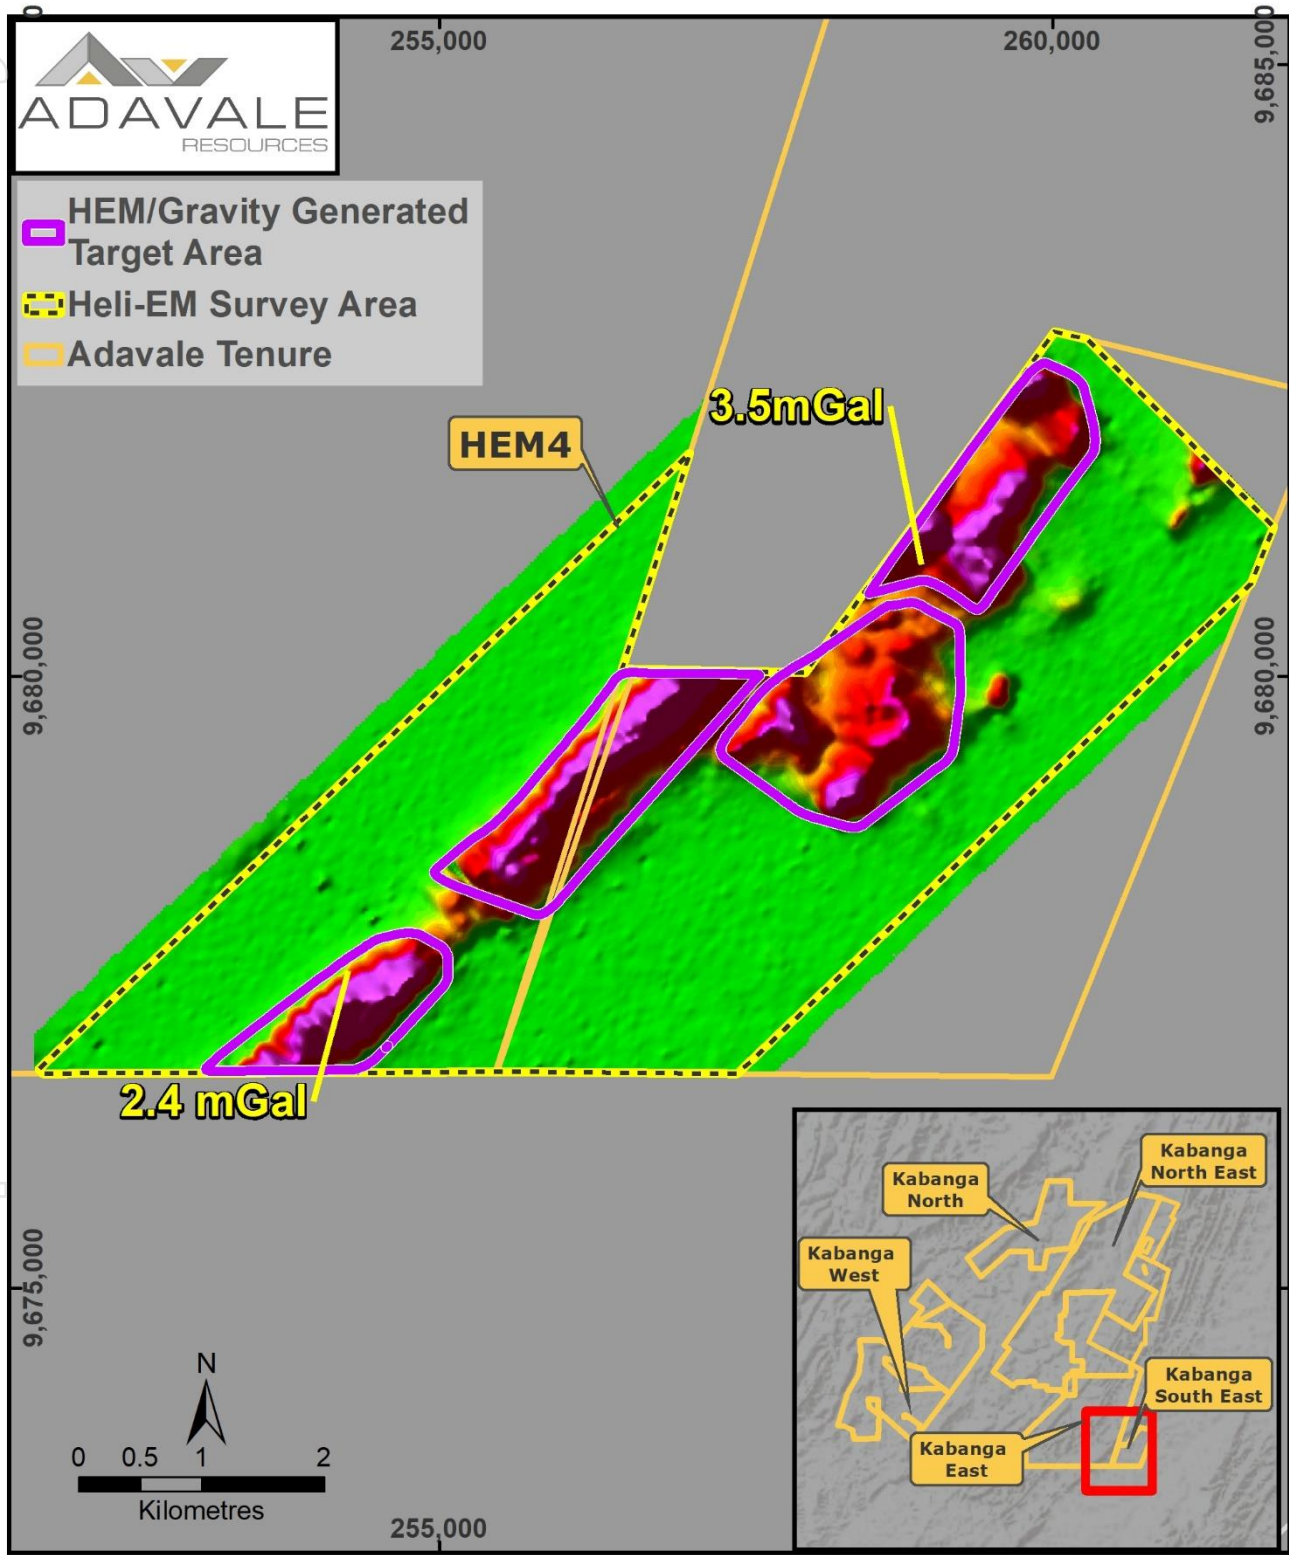 255,000
260,000
9,685,000
ADAVALE
RESOURCES
HEM/Gravity Generated
Target Area
Heli-EM Survey Area
Adavale Tenure
3.5mGal
HEM4
9,680,000
9,680,000
2.4 mGal
Kabanga
North East
Kabanga
North
Kabanga
West
Kabanga
South East
Kabanga
East
9,675,000
N
0 0.5 1 2
Kilometres
255,000